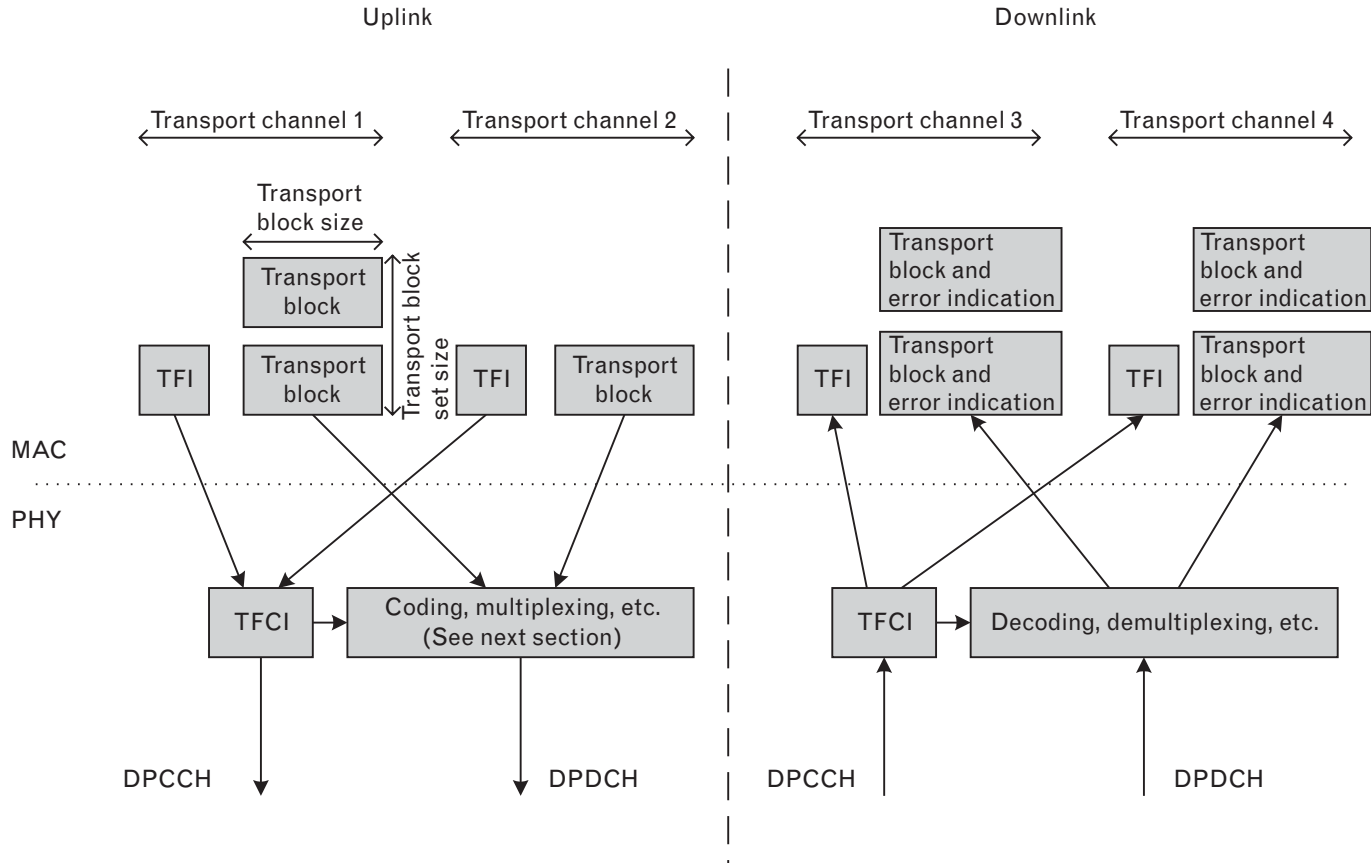 Uplink
Downlink
Transport channel 1
Transport channel 2
Transport channel 3
Transport channel 4
Transport
block size
Transport
block
Transport block
set size
TFI
Transport
block
TFI
Transport
block
Transport
block and
error indication
Transport
block and
error indication
TFI
Transport
block and
error indication
TFI
Transport
block and
error indication
MAC
PHY
TFCI
Coding, multiplexing, etc.
(See next section)
TFCI
Decoding, demultiplexing, etc.
DPCCH
DPDCH
DPCCH
DPDCH